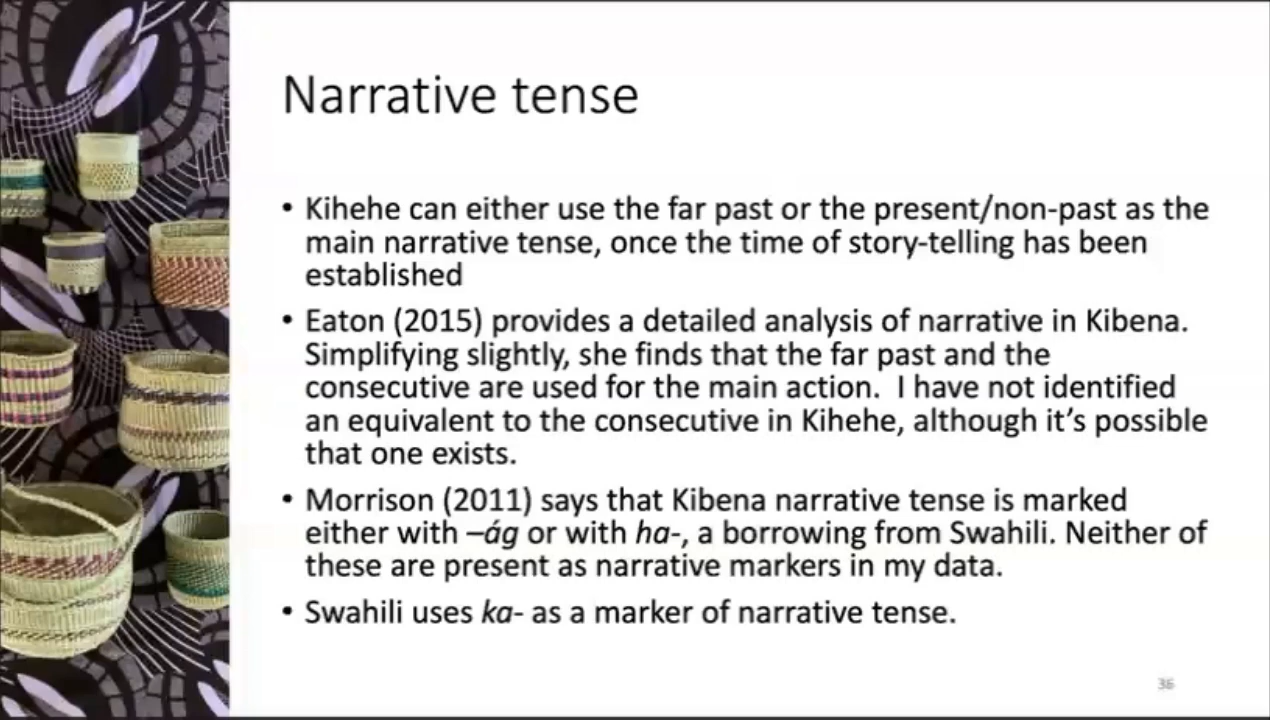 Narrative tense
• Kihehe can either use the far past or the present/non-past as the
main narrative tense, once the time of story-telling has been
established
• Eaton (2015) provides a detailed analysis of narrative in Kibena.
Simplifying slightly, she finds that the far past and the
consecutive are used for the main action.  I have not identified
an equivalent to the consecutive in Kihehe, although it’s possible
that one exists.
• Morrison (2011) says that Kibena narrative tense is marked
either with –ág or with ha-, a borrowing from Swahili. Neither of
these are present as narrative markers in my data.
• Swahili uses ka- as a marker of narrative tense.
36